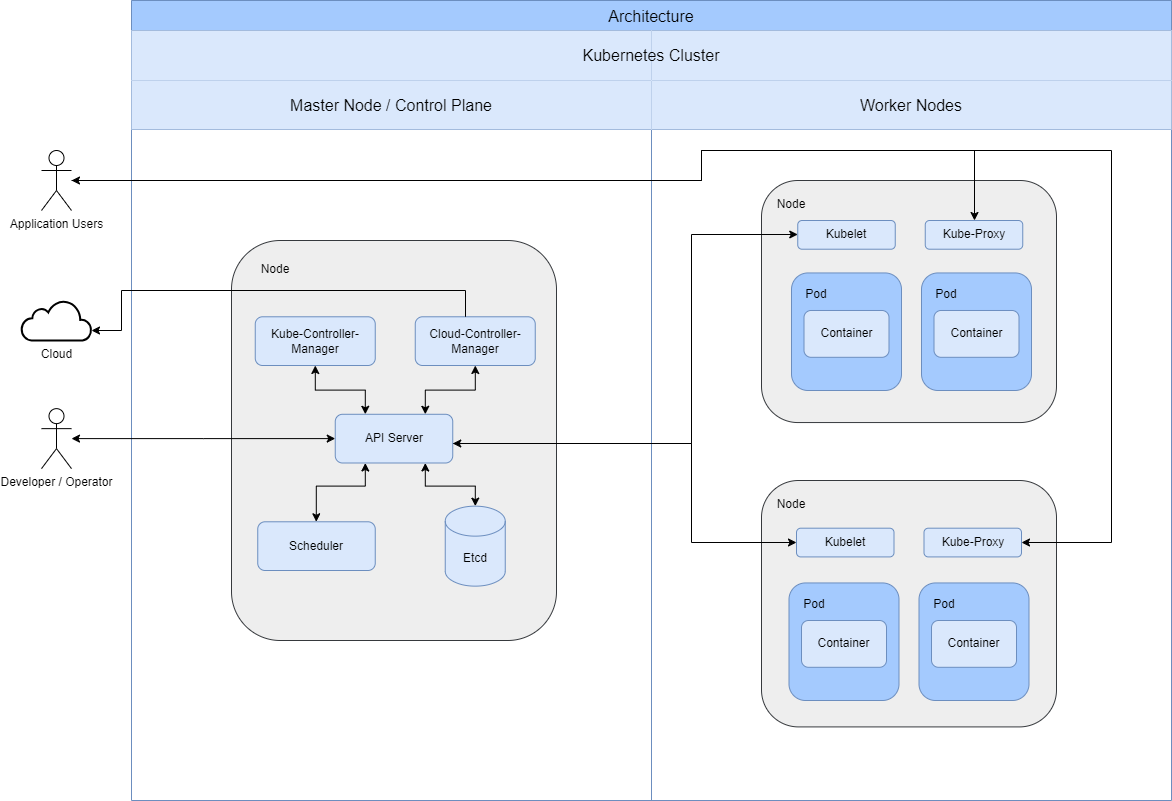 Architecture
Kubernetes Cluster
Master Node / Control Plane
Worker Nodes
Application Users
Cloud
Developer / Operator
Node
Kube-Controller-
Manager
Cloud-Controller-
Manager
API Server
Scheduler
Etcd
Node
Kubelet
Kube-Proxy
Pod
Container
Pod
Container
Node
Kubelet
Kube-Proxy
Pod
Container
Pod
Container